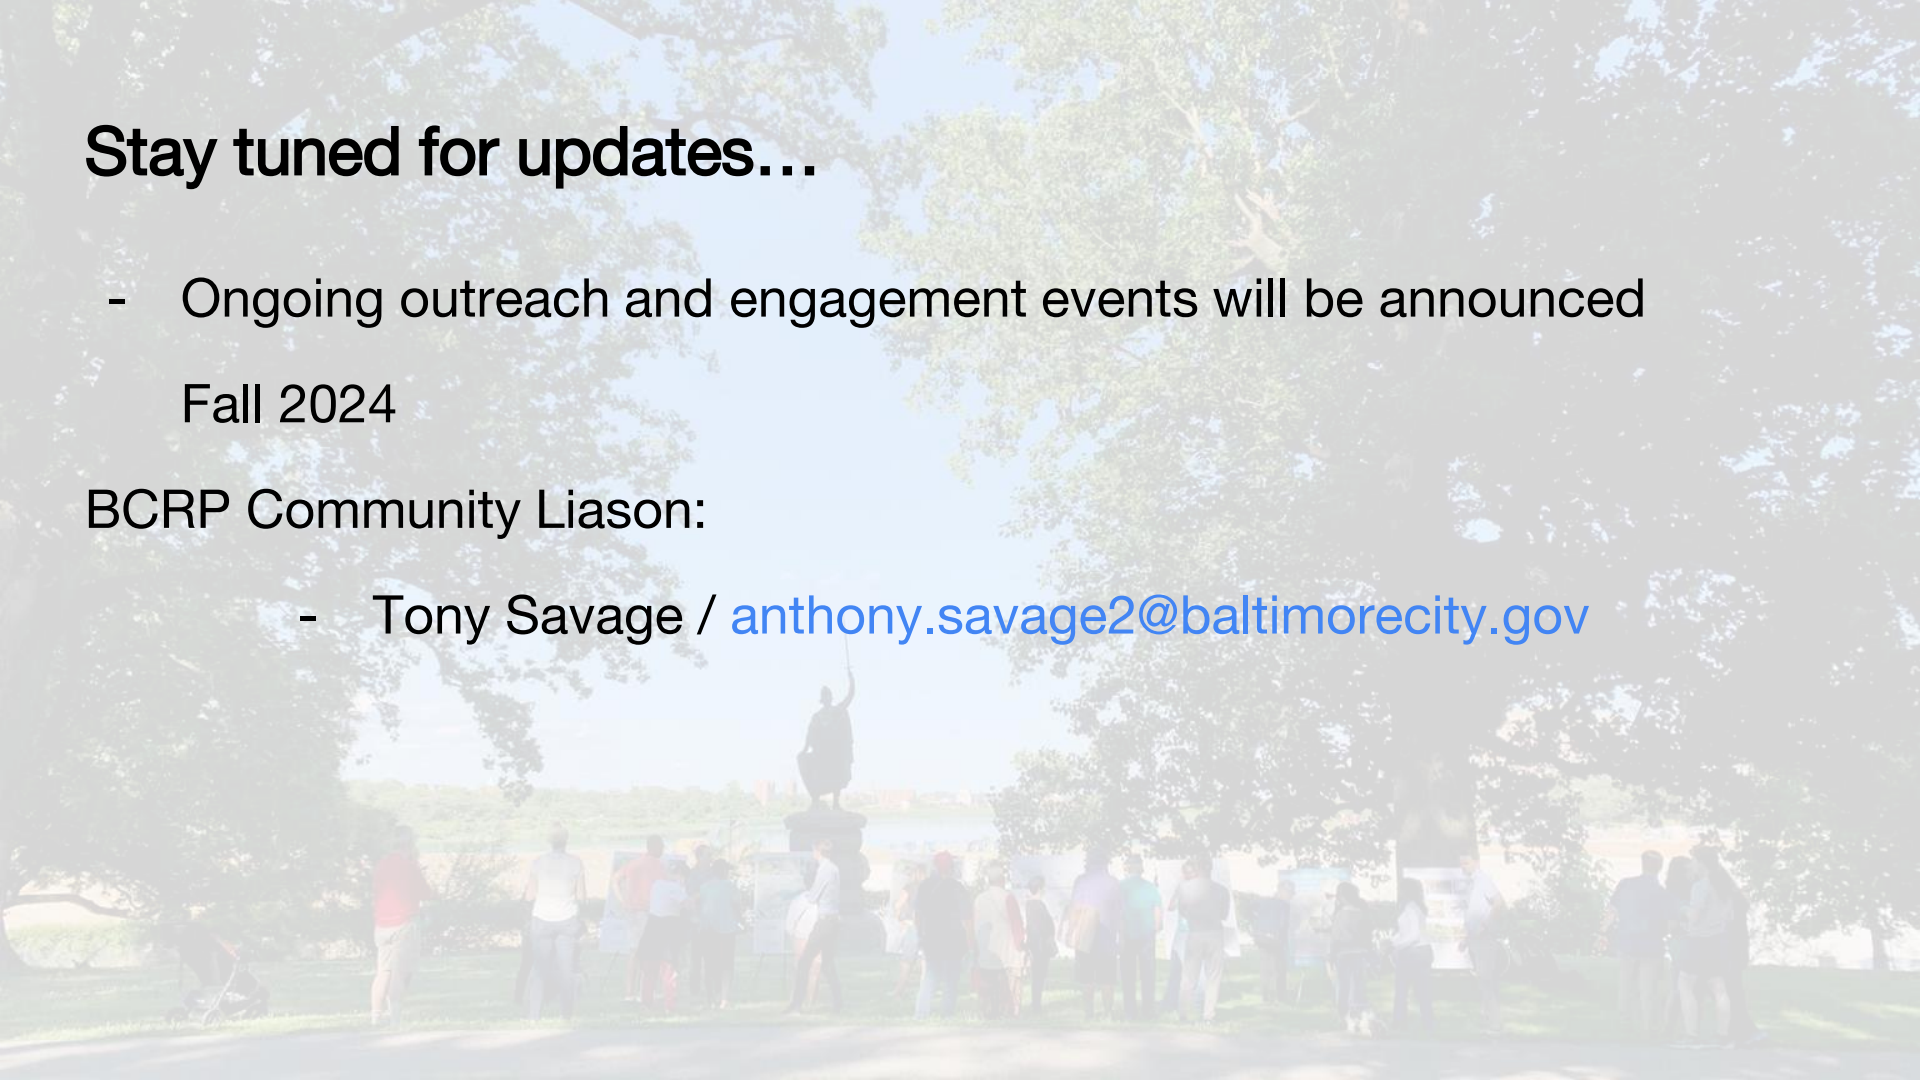 Stay tuned for updates…
- Ongoing outreach and engagement events will be announced
Fall 2024
BCRP Community Liason:
- Tony Savage / anthony.savage2@baltimorecity.gov